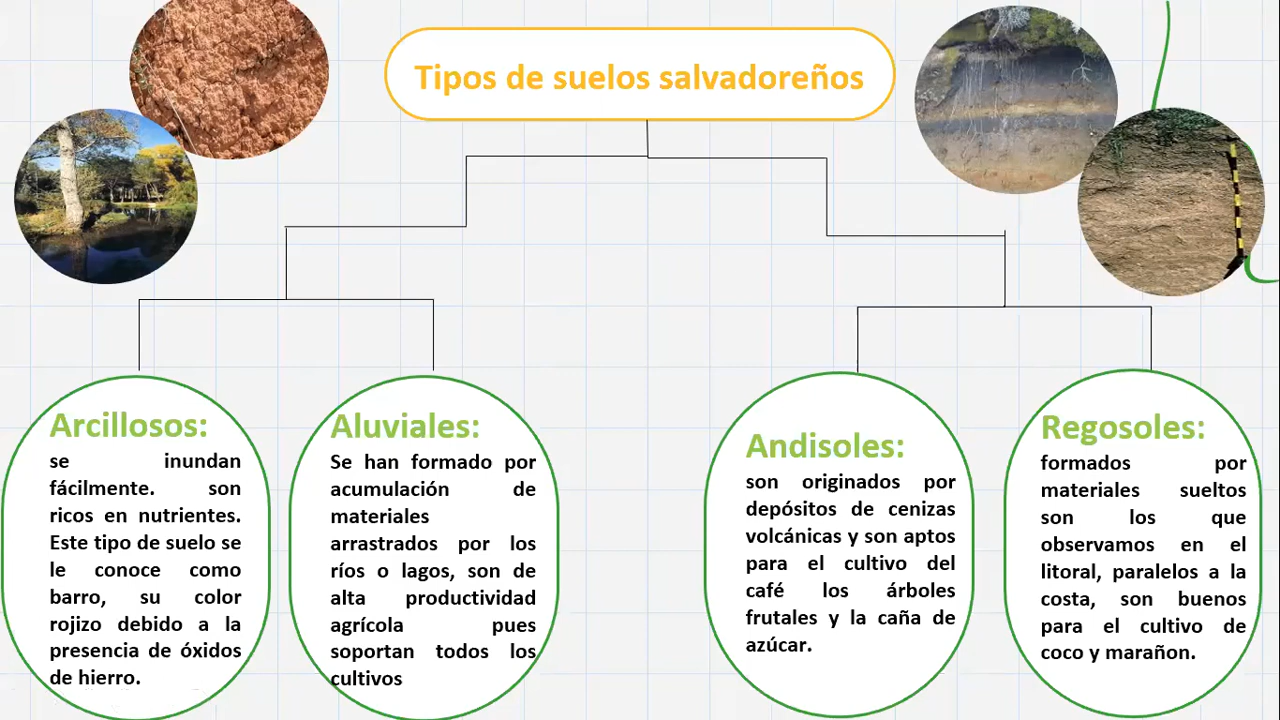 Tipos de suelos salvadoreños
Arcillosos:
se inundan
fácilmente. son
ricos en nutrientes.
Este tipo de suelo se
le conoce como
barro, su color
rojizo debido a la
presencia de óxidos
de hierro.
Aluviales:
Se han formado por
acumulación de
materiales
arrastrados por los
ríos o lagos, son de
alta productividad
agrícola pues
soportan todos los
cultivos
Andisoles:
son originados por
depósitos de cenizas
volcánicas y son aptos
para el cultivo del
café los árboles
frutales y la caña de
azúcar.
Regosoles:
formados por
materiales sueltos
son los que
observamos en el
litoral, paralelos a la
costa, son buenos
para el cultivo de
coco y marañon.